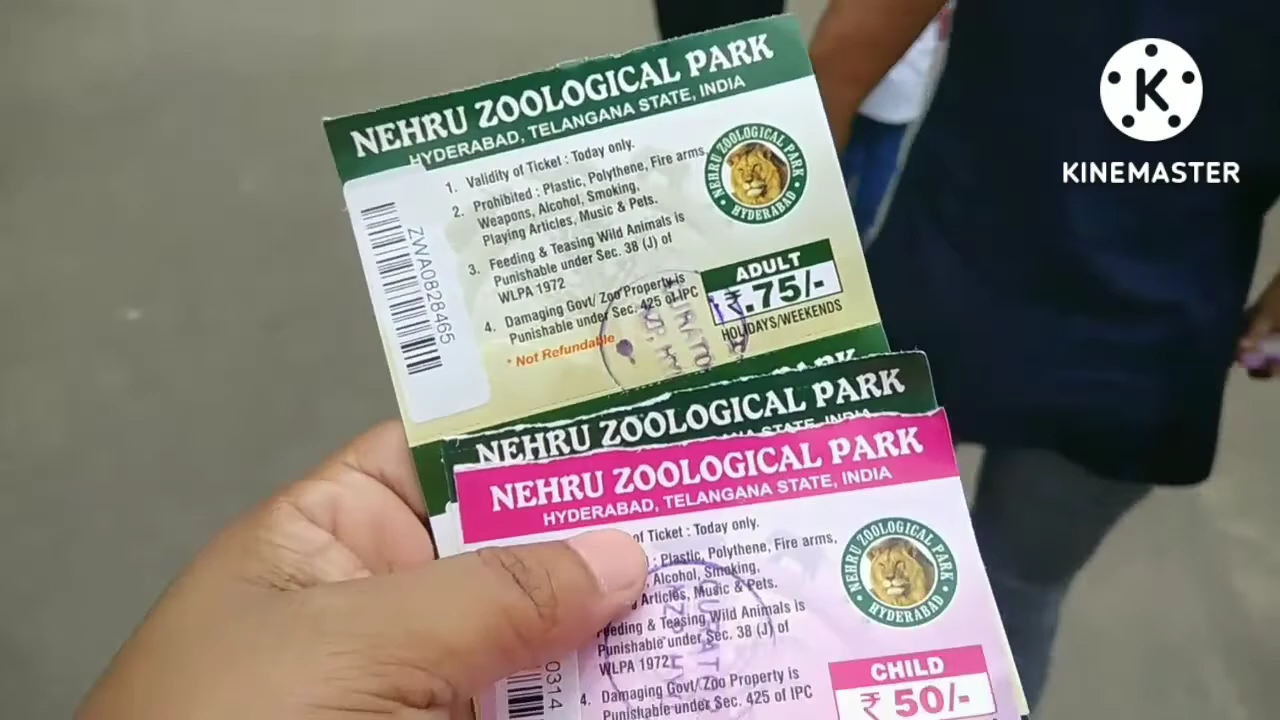 NEHRU ZOOLOGICAL PARK
HYDERABAD, TELANGANA STATE, INDIA
1. Validity of Ticket : Today only.
2. Prohibited : Plastic, Polythene, Fire arms,
Weapons, Alcohol, Smoking,
Playing Articles, Music & Pets.
3. Feeding & Teasing Wild Animals is
Punishable under Sec. 38 (J) of
WLPA 1972
4. Damaging Govt/ Zoo Property is
Punishable under Sec. 425 of IPC
* Not Refundable
ZWA0828465
NEHRU ZOOLOGICAL PARK
HYDERABAD
ADULT
₹.75/-
HOLIDAYS/WEEKENDS
K
KINEMASTER
PARK
NEHRU ZOOLOGICAL PARK
STATE, INDIA
NEHRU ZOOLOGICAL PARK
HYDERABAD, TELANGANA STATE, INDIA
of Ticket : Today only.
: Plastic, Polythene, Fire arms,
, Alcohol, Smoking,
Articles, Music & Pets.
Feeding & Teasing Wild Animals is
Punishable under Sec. 38 (J) of
WLPA 1972
4. Damaging Govt/ Zoo Property is
Punishable under Sec. 425 of IPC
0314
NEHRU ZOOLOGICAL PARK
HYDERABAD
CHILD
₹ 50/-